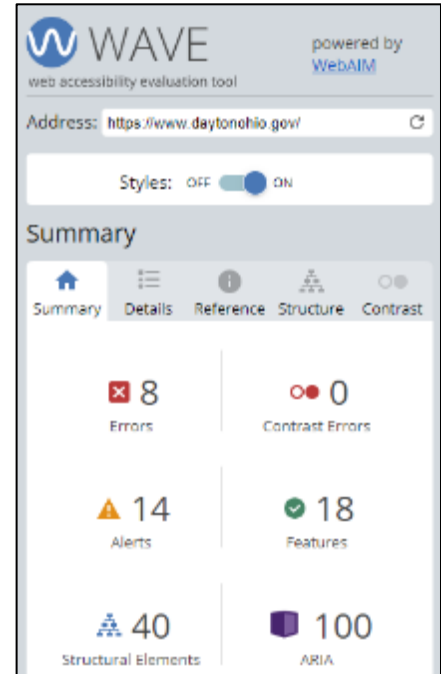 WAVE
powered by
WebAIM
web accessibility evaluation tool
Address: https://www.daytonohio.gov/
Styles: OFF ON
Summary
Summary Details Reference Structure Contrast
8 0
Errors Contrast Errors
14 18
Alerts Features
40 100
Structural Elements ARIA